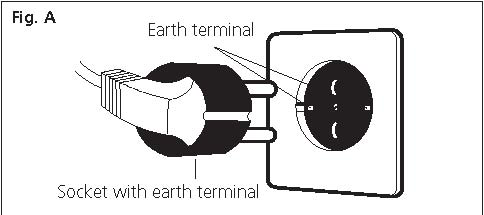 Fig. A
Earth terminal
Socket with earth terminal